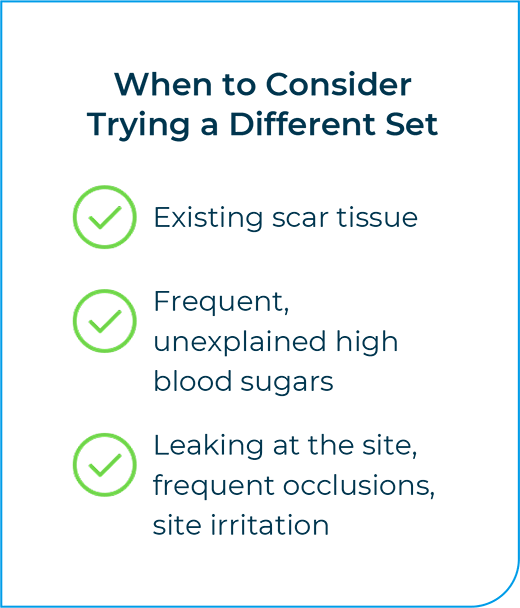 When to Consider
Trying a Different Set
Existing scar tissue
Frequent,
unexplained high
blood sugars
Leaking at the site,
frequent occlusions,
site irritation